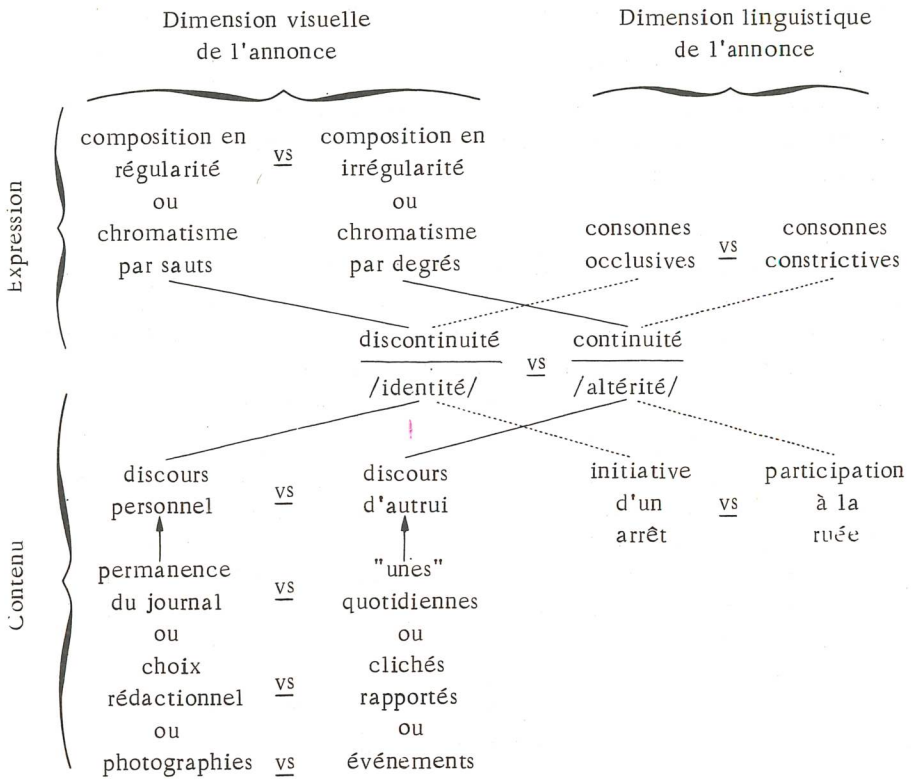 Dimension visuelle
de l'annonce
Dimension linguistique
de l'annonce
Expression
composition en
régularité
ou
chromatisme
par sauts
vs
composition en
irrégularité
ou
chromatisme
par degrés
consonnes
occlusives
vs
consonnes
constrictives
discontinuité
/identité/
vs
continuité
/altérité/
Contenu
discours
personnel
vs
discours
d'autrui
initiative
d'un
arrêt
vs
participation
à la
ruée
permanence
du journal
vs
"unes"
quotidiennes
ou
ou
choix
rédactionnel
vs
clichés
rapportés
ou
ou
photographies vs événements